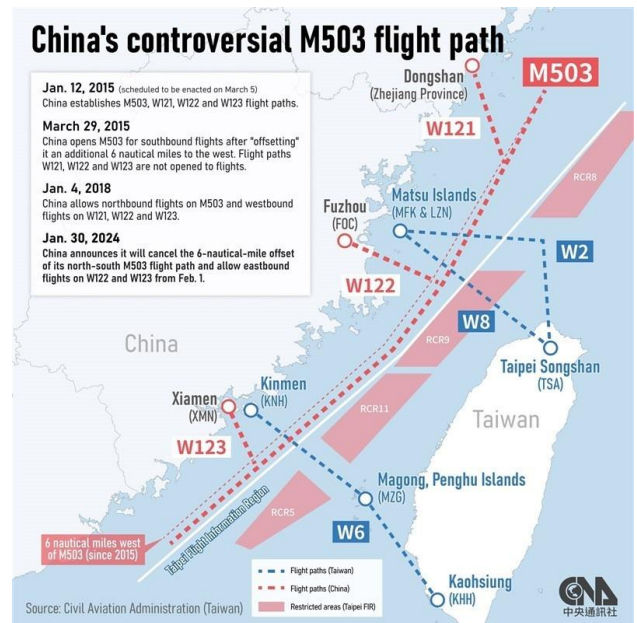 China's controversial M503 flight path
Jan. 12, 2015 (scheduled to be enacted on March 5)
China establishes M503, W121, W122 and W123 flight paths.
March 29, 2015
China opens M503 for southbound flights after "offsetting"
it an additional 6 nautical miles to the west. Flight paths
W121, W122 and W123 are not opened to flights.
Jan. 4, 2018
China allows northbound flights on M503 and westbound
flights on W121, W122 and W123.
Jan. 30, 2024
China announces it will cancel the 6-nautical-mile offset
of its north-south M503 flight path and allow eastbound
flights on W122 and W123 from Feb. 1.
Dongshan
(Zhejiang Province)
M503
W121
RCR8
Fuzhou
(FOC)
Matsu Islands
(MFK & LZN)
W2
W122
W8
RCR9
China
Taipei Songshan
(TSA)
Xiamen
(XMN)
Kinmen
(KNH)
RCR11
Taiwan
W123
Magong, Penghu Islands
(MZG)
Taipei Flight Information Region
RCR5
W6
6 nautical miles west
of M503 (since 2015)
Flight paths (Taiwan)
Flight paths (China)
Restricted areas (Taipei FIR)
Kaohsiung
(KHH)
Source: Civil Aviation Administration (Taiwan)
CNA
中央通訊社